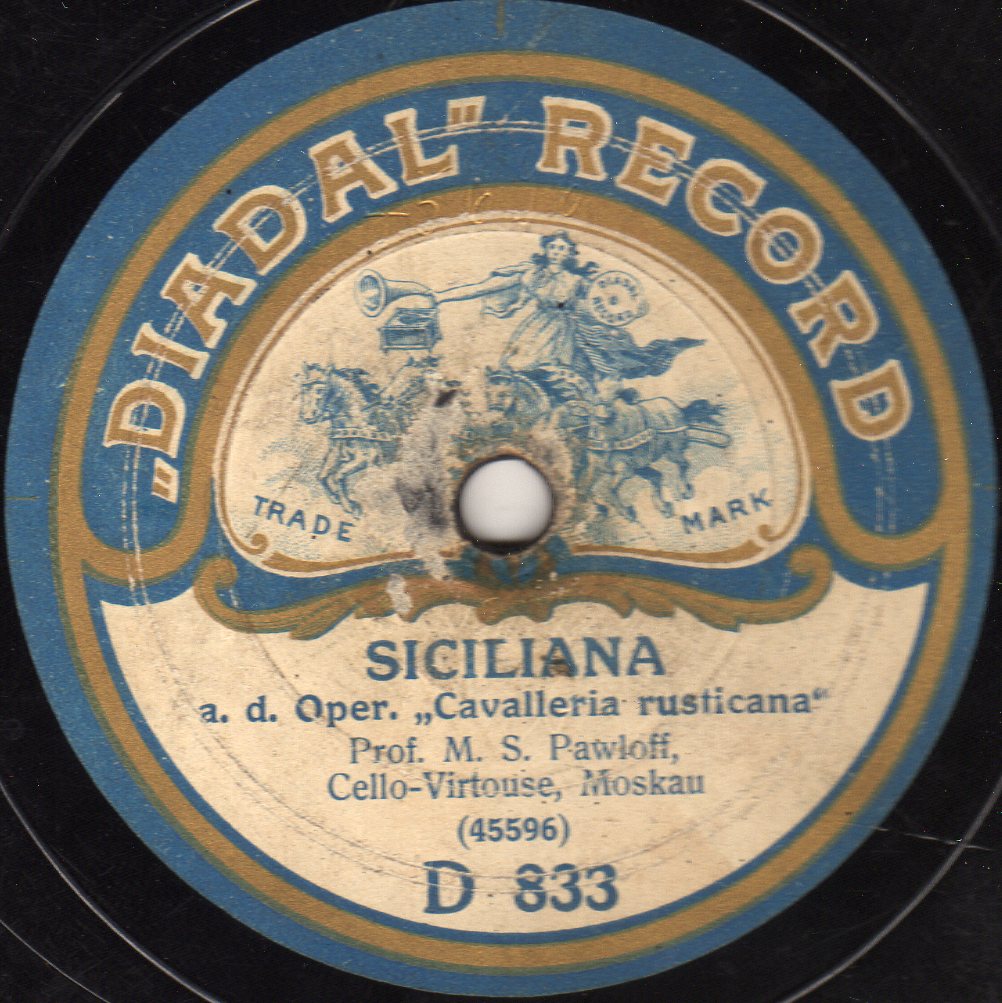 „DIADAL" RECORD
TRADE MARK
SICILIANA
a. d. Oper. „Cavalleria rusticana“
Prof. M. S. Pawloff,
Cello-Virtouse, Moskau
(45596)
D 833